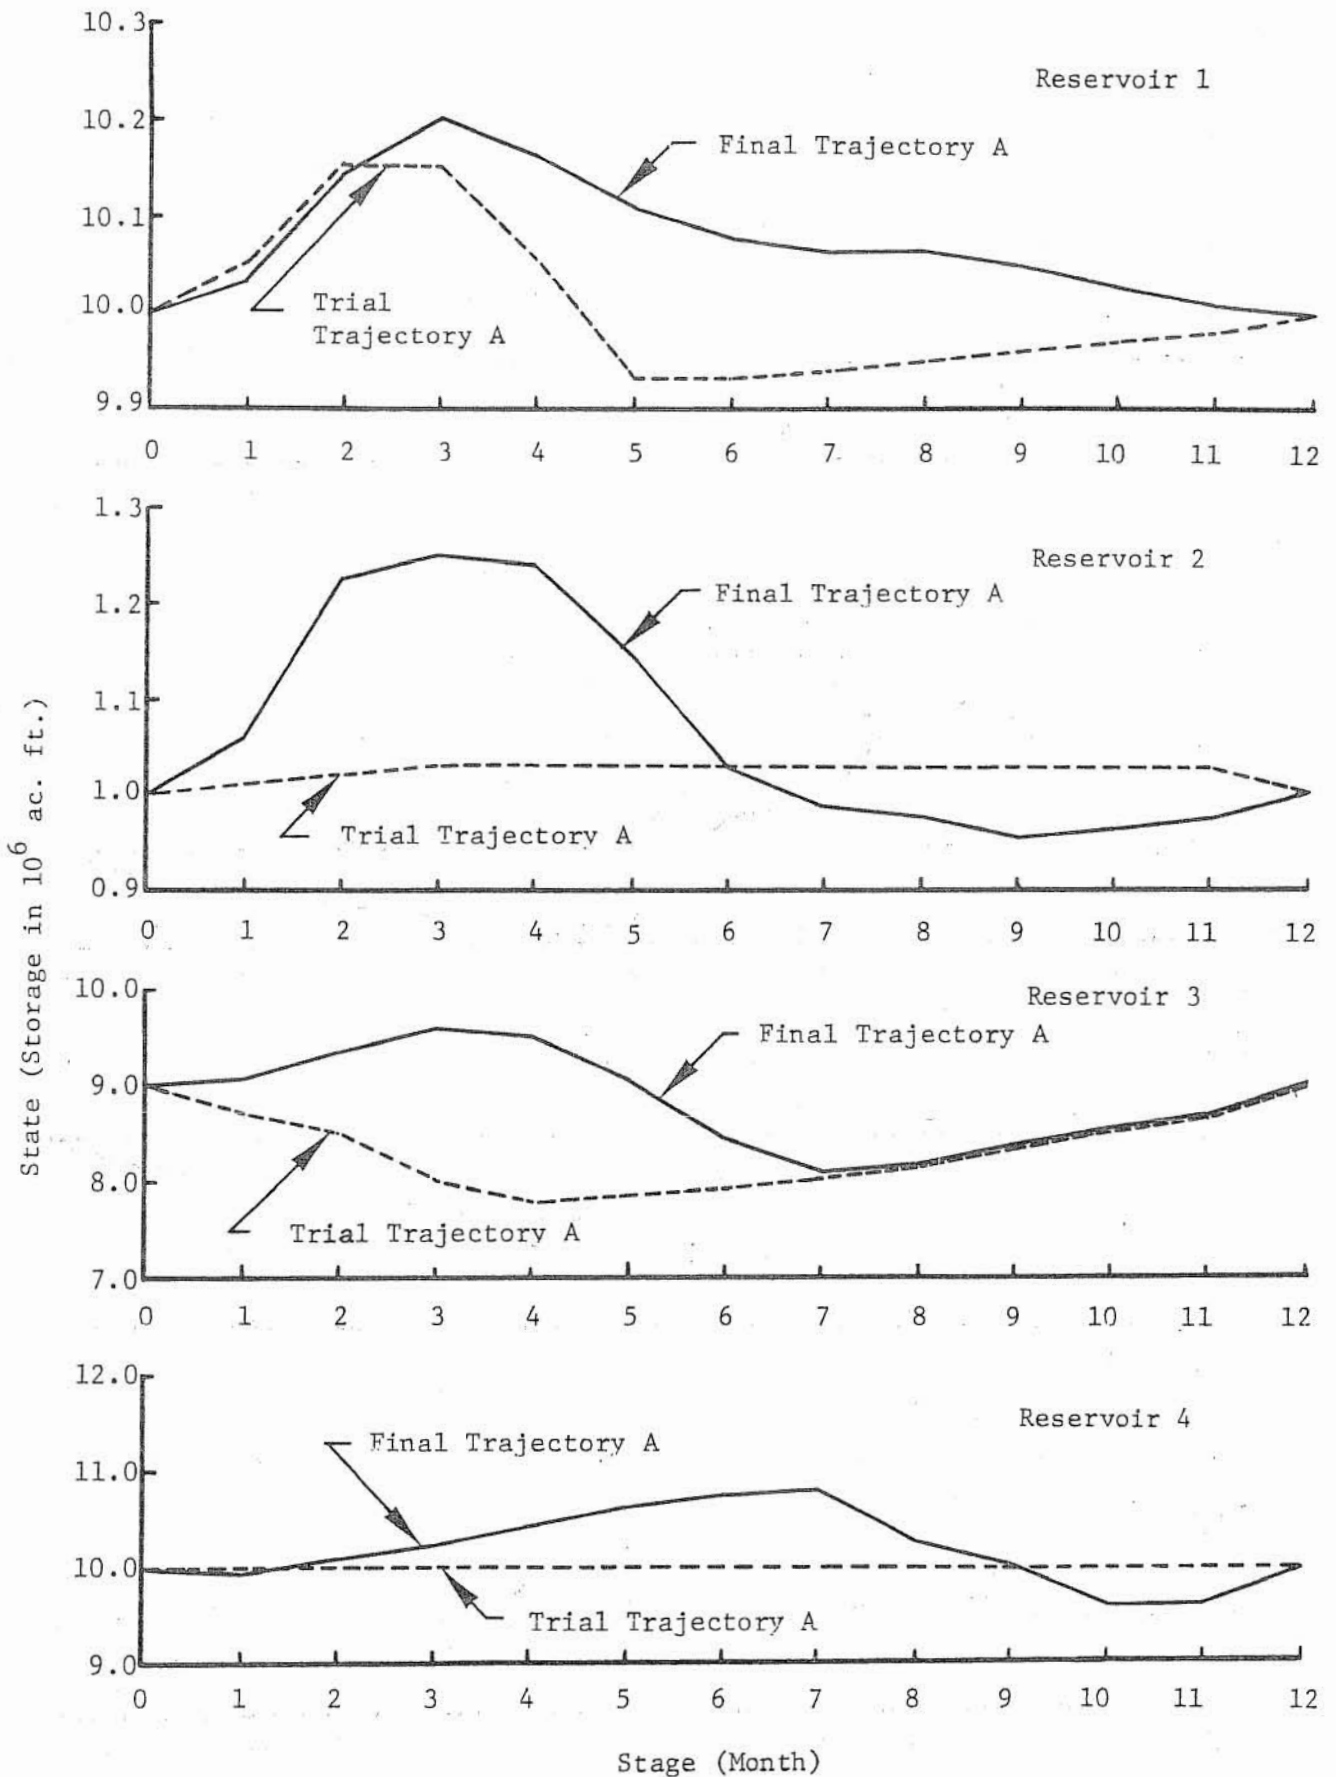 10.3
Reservoir 1
10.2
Final Trajectory A
10.1
10.0
Trial
Trajectory A
9.9
0 1 2 3 4 5 6 7 8 9 10 11 12
1.3
Reservoir 2
1.2
Final Trajectory A
1.1
1.0
Trial Trajectory A
0.9
0 1 2 3 4 5 6 7 8 9 10 11 12
State (Storage in 10⁶ ac. ft.)
10.0
Reservoir 3
Final Trajectory A
9.0
8.0
Trial Trajectory A
7.0
0 1 2 3 4 5 6 7 8 9 10 11 12
12.0
Reservoir 4
Final Trajectory A
11.0
10.0
Trial Trajectory A
9.0
0 1 2 3 4 5 6 7 8 9 10 11 12
Stage (Month)